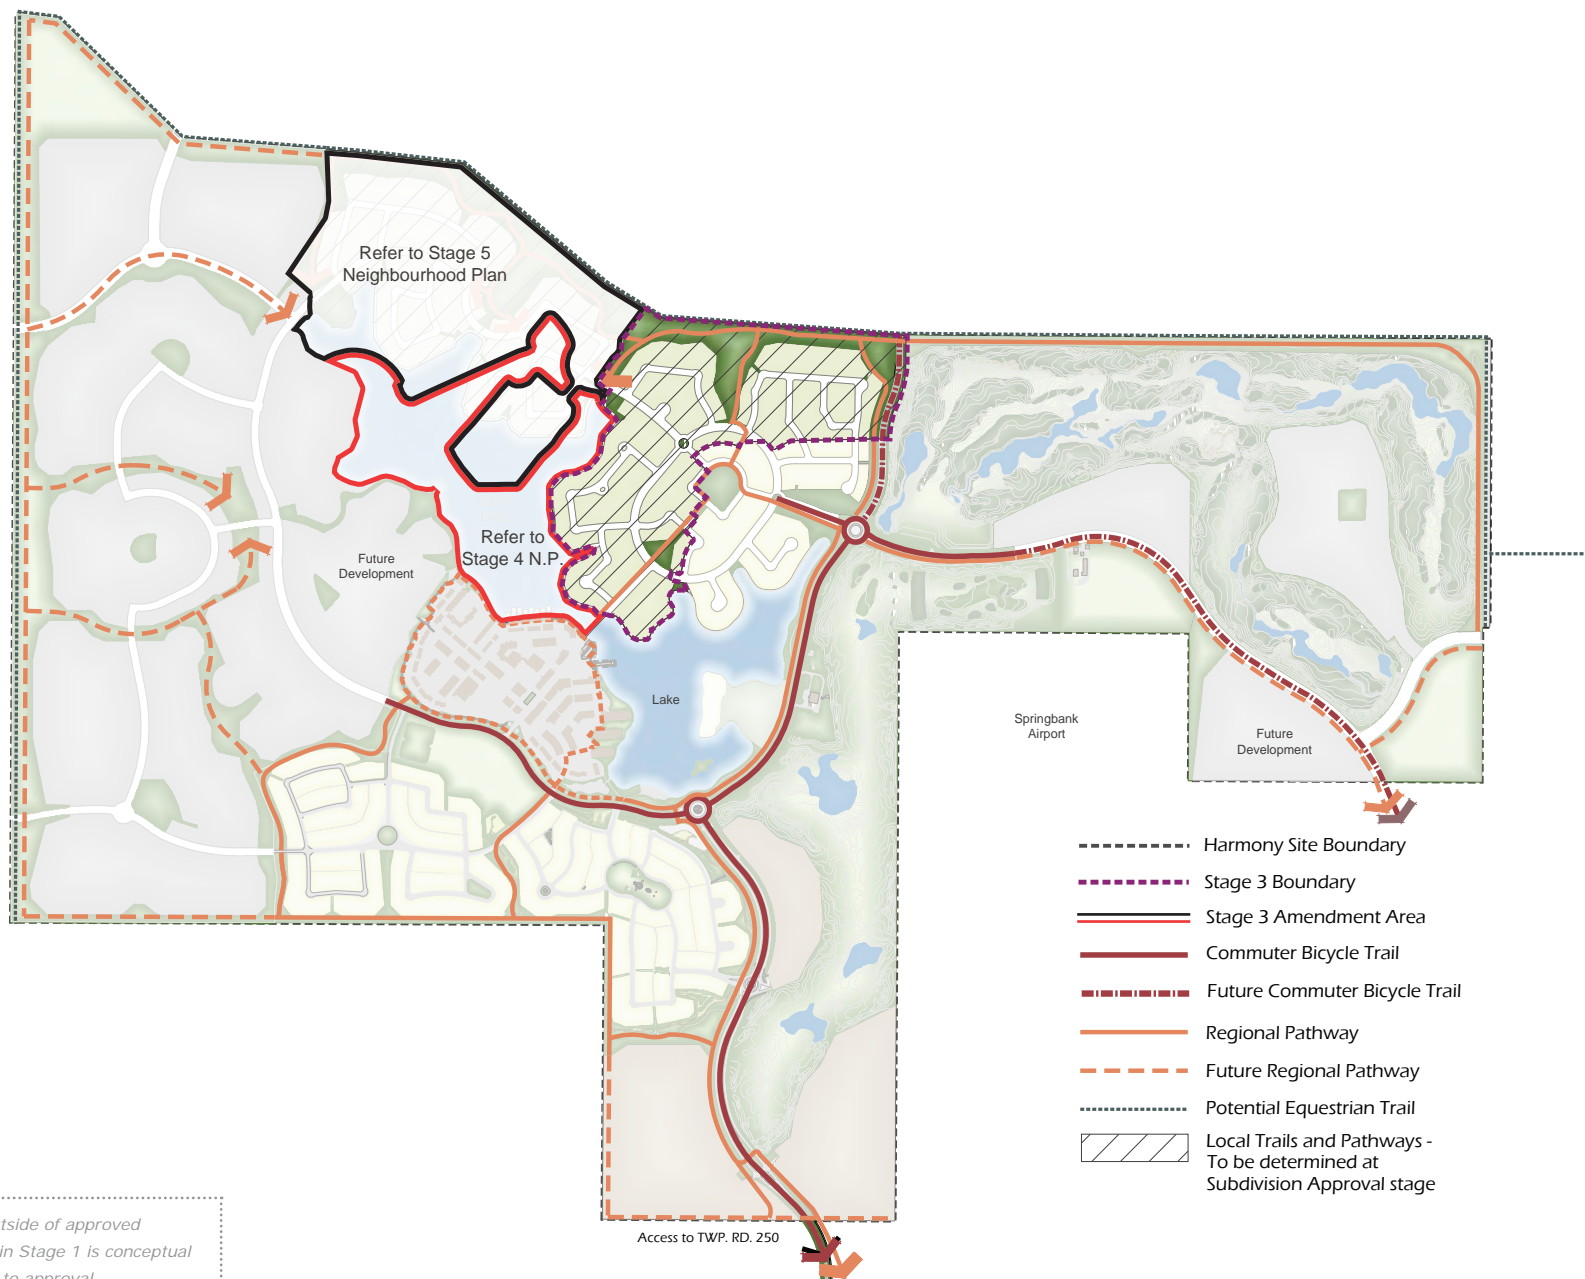 Refer to Stage 5
Neighbourhood Plan
Refer to
Stage 4 N.P.
Future
Development
Lake
Springbank
Airport
Future
Development
Harmony Site Boundary
Stage 3 Boundary
Stage 3 Amendment Area
Commuter Bicycle Trail
Future Commuter Bicycle Trail
Regional Pathway
Future Regional Pathway
Potential Equestrian Trail
Local Trails and Pathways -
To be determined at
Subdivision Approval stage
Access to TWP. RD. 250
tside of approved
in Stage 1 is conceptual
to approval